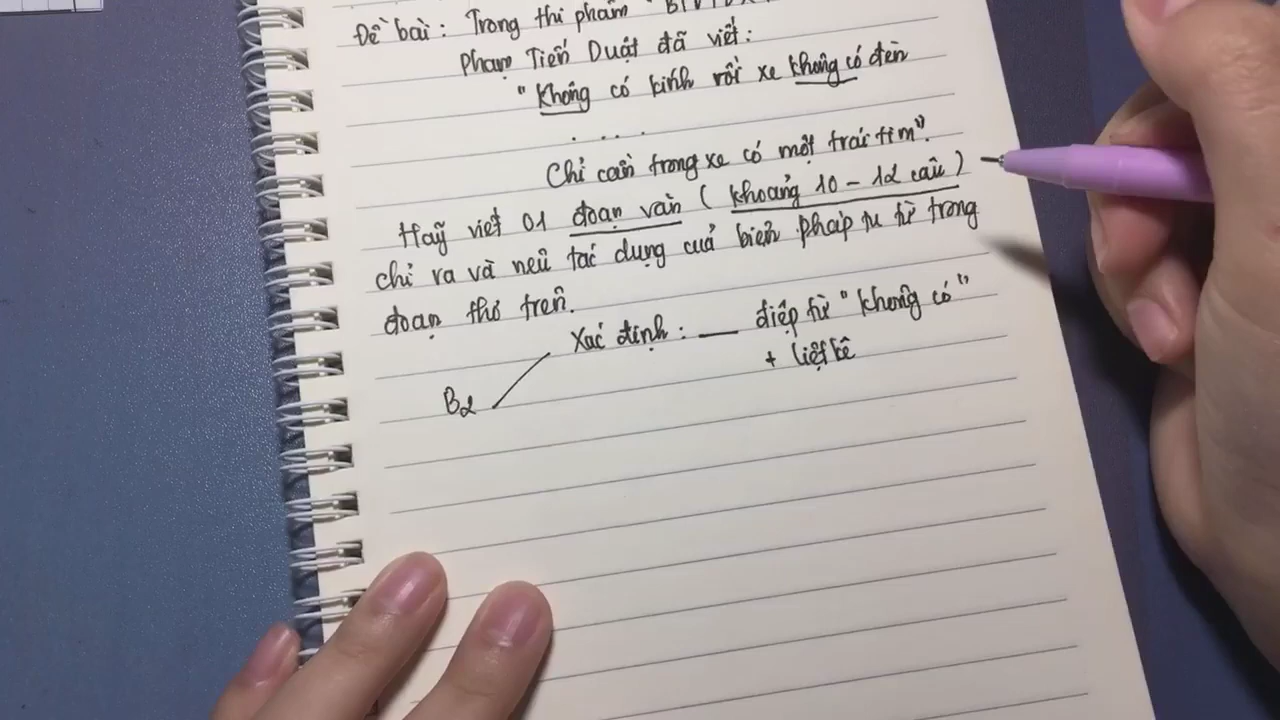 Đề bài: Trong thi phẩm "
Phạm Tiến Duật đã viết:
"Không có kính rồi xe không có đèn
....
Chỉ cần trong xe có một trái tim".
Hãy viết 01 đoạn văn (khoảng 10 - 12 câu)
chỉ ra và nêu tác dụng của biện pháp tu từ trong
đoạn thơ trên.
Xác định: — điệp từ "không có"
+ liệt kê
B2